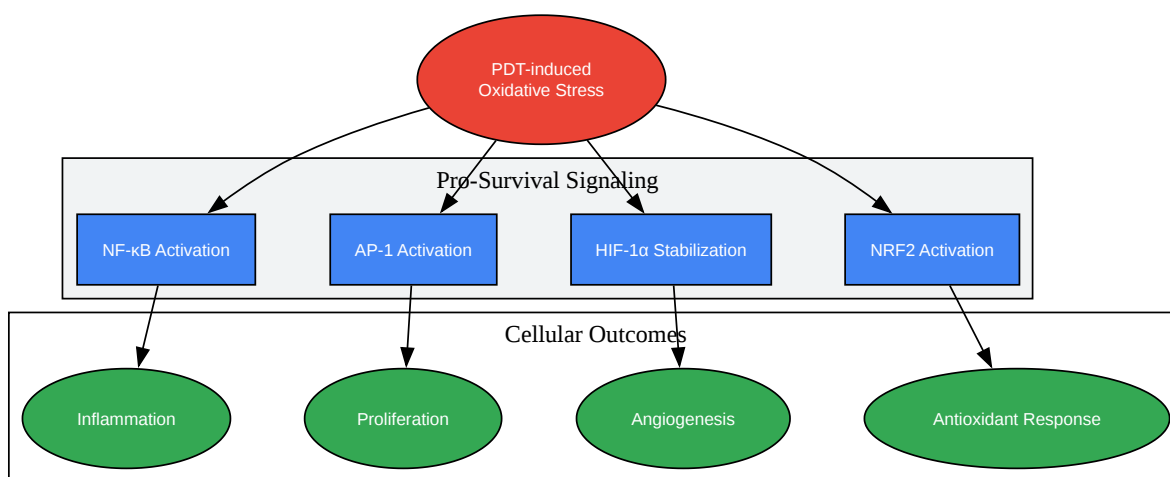 PDT-induced
Oxidative Stress
Pro-Survival Signaling
NF-κB Activation
AP-1 Activation
HIF-1α Stabilization
NRF2 Activation
Cellular Outcomes
Inflammation
Proliferation
Angiogenesis
Antioxidant Response